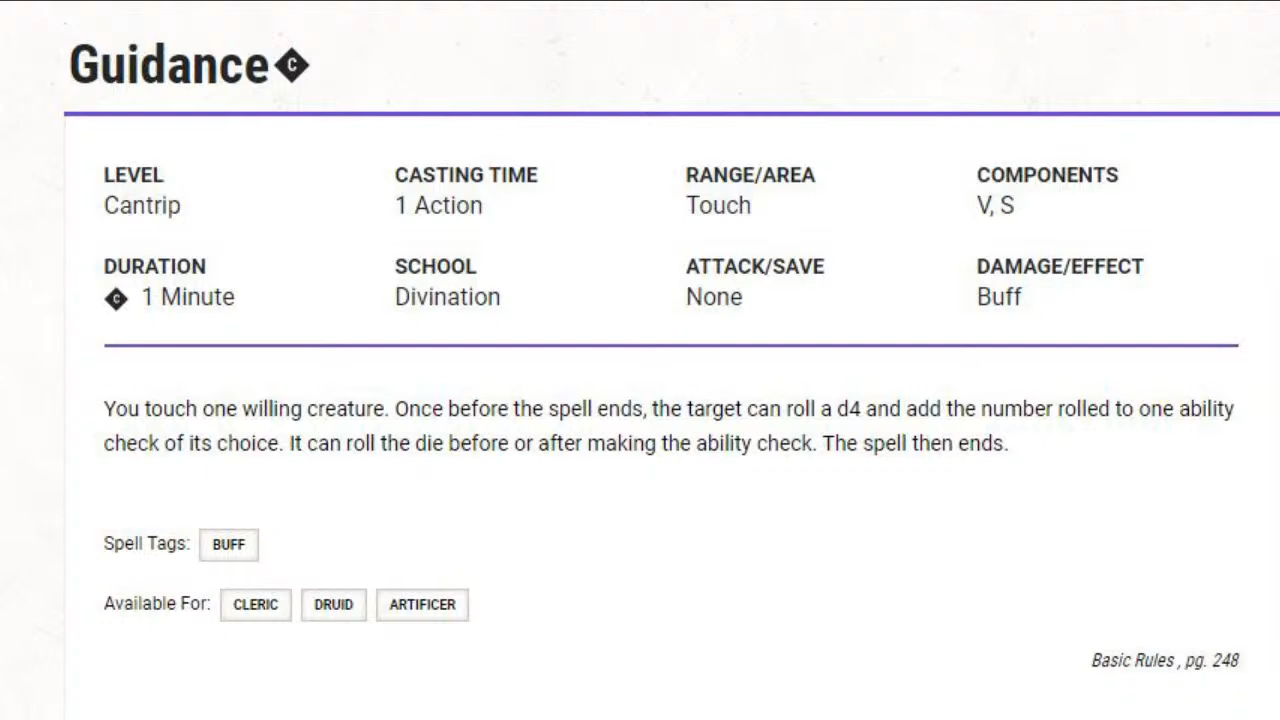 Guidance C
LEVEL
Cantrip
CASTING TIME
1 Action
RANGE/AREA
Touch
COMPONENTS
V, S
DURATION
C 1 Minute
SCHOOL
Divination
ATTACK/SAVE
None
DAMAGE/EFFECT
Buff
You touch one willing creature. Once before the spell ends, the target can roll a d4 and add the number rolled to one ability
check of its choice. It can roll the die before or after making the ability check. The spell then ends.
Spell Tags: BUFF
Available For: CLERIC DRUID ARTIFICER
Basic Rules , pg. 248